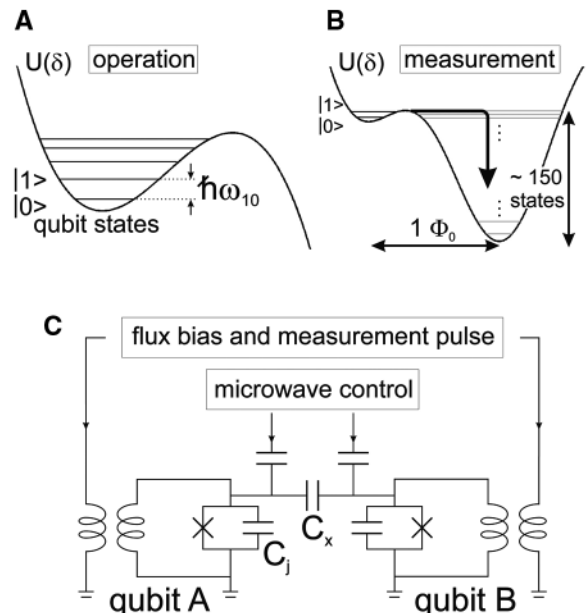 A
U(δ) operation
|1>
|0>
ħω10
qubit states
B
U(δ) measurement
|1>
|0>
~ 150
states
1 Φ0
C
flux bias and measurement pulse
microwave control
Cj
Cx
qubit A
qubit B